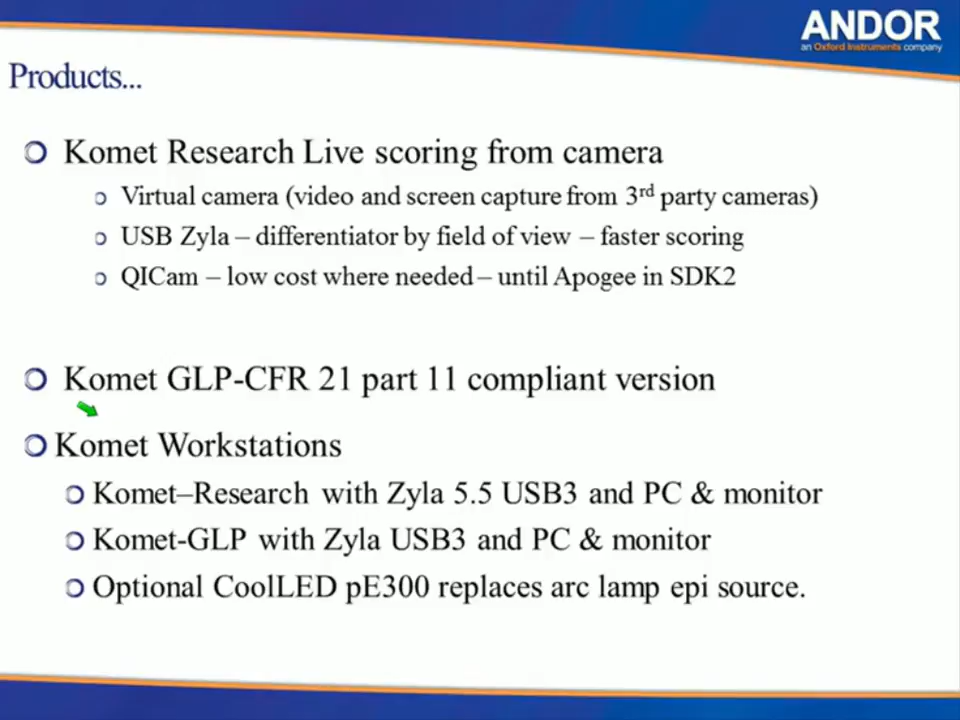 ANDOR
an Oxford Instruments company
Products...
Komet Research Live scoring from camera
Virtual camera (video and screen capture from 3rd party cameras)
USB Zyla – differentiator by field of view – faster scoring
QICam – low cost where needed – until Apogee in SDK2
Komet GLP-CFR 21 part 11 compliant version
Komet Workstations
Komet–Research with Zyla 5.5 USB3 and PC & monitor
Komet-GLP with Zyla USB3 and PC & monitor
Optional CoolLED pE300 replaces arc lamp epi source.